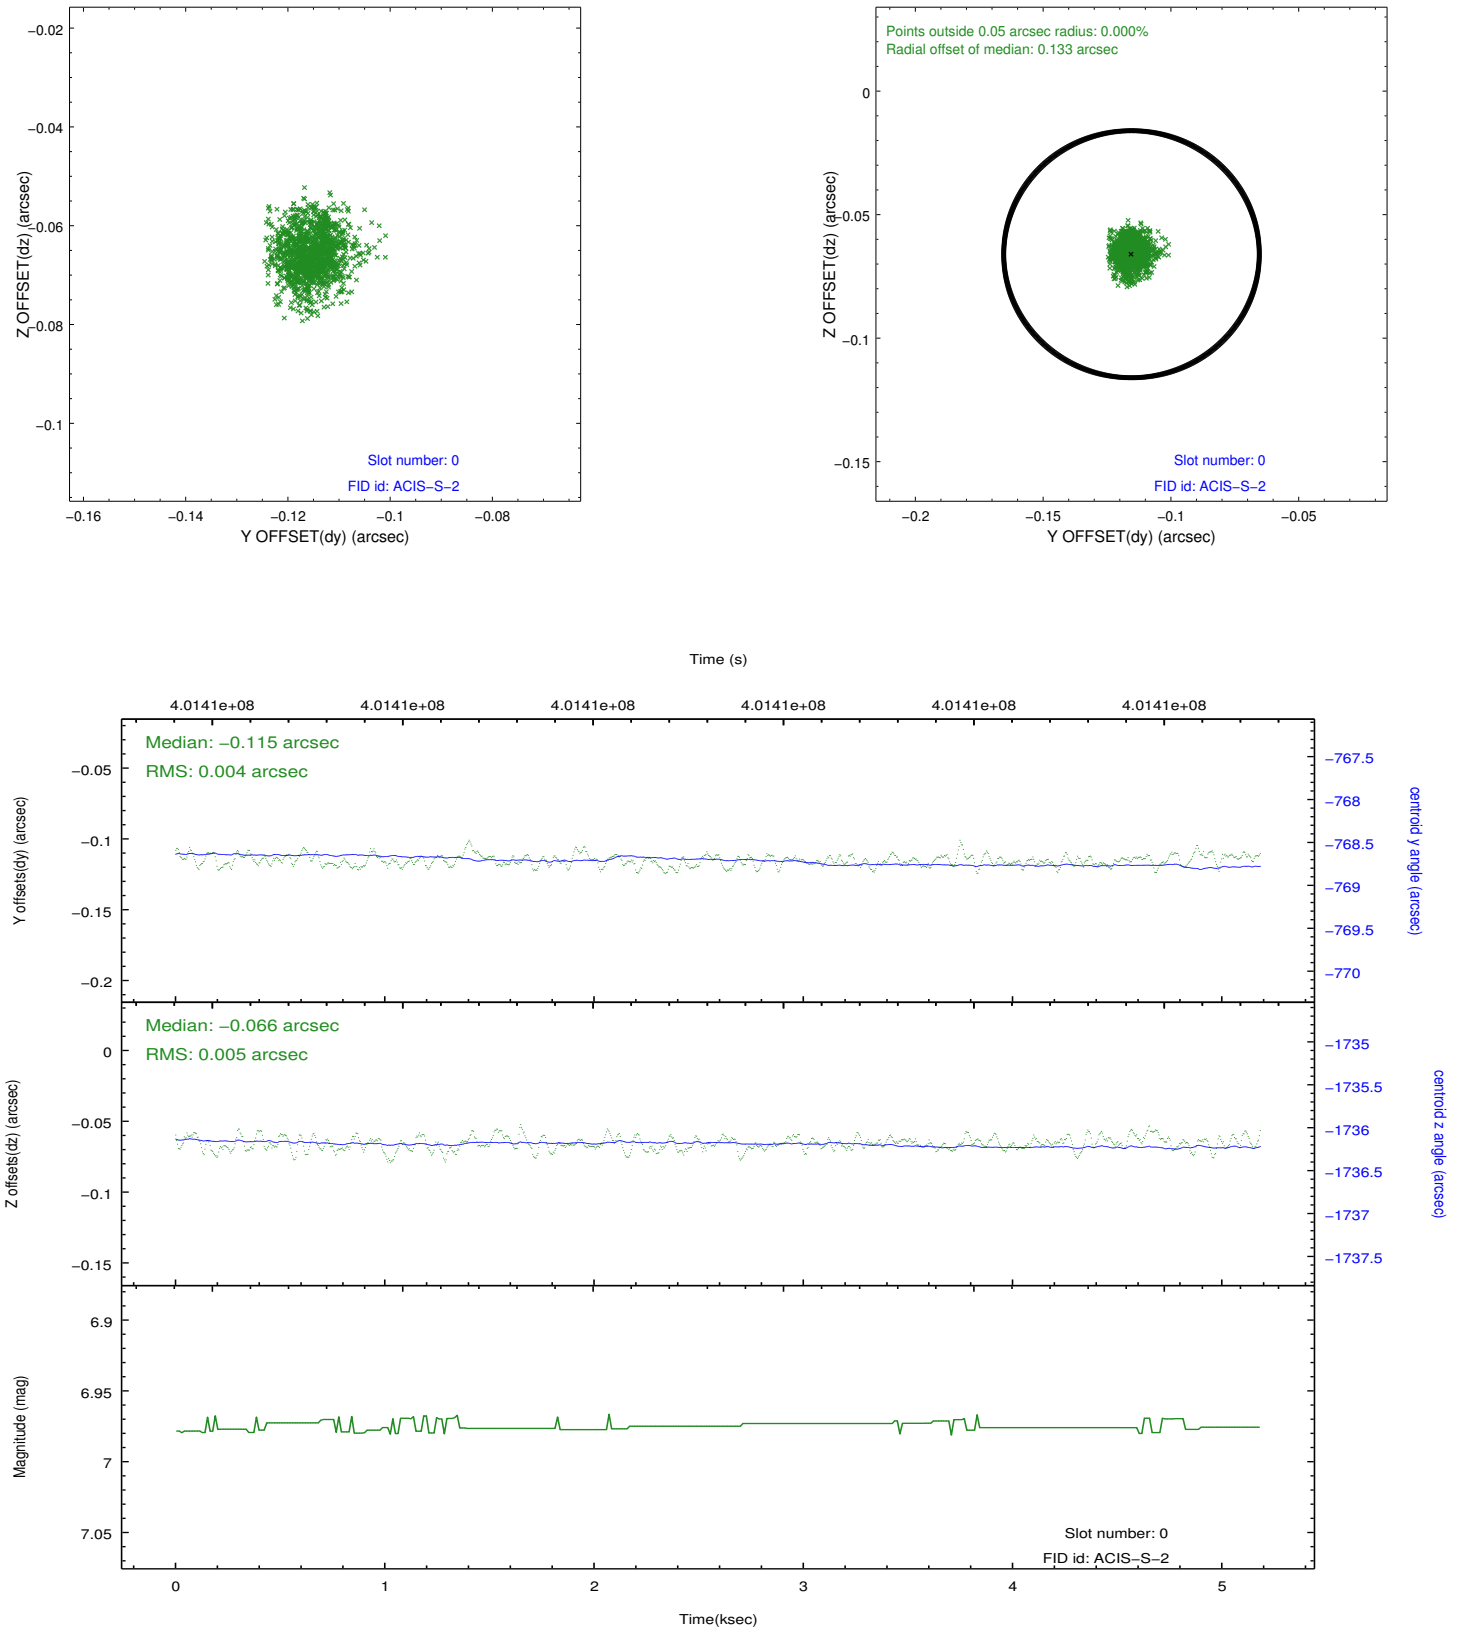 −0.02
−0.04
−0.06
−0.08
−0.1
Z OFFSET(dz) (arcsec)
Slot number: 0
FID id: ACIS−S−2
−0.16
−0.14
−0.12
−0.1
−0.08
Y OFFSET(dy) (arcsec)
Points outside 0.05 arcsec radius: 0.000%
Radial offset of median: 0.133 arcsec
0
−0.05
−0.1
−0.15
Z OFFSET(dz) (arcsec)
Slot number: 0
FID id: ACIS−S−2
−0.2
−0.15
−0.1
−0.05
Y OFFSET(dy) (arcsec)
Time (s)
4.0141e+08
4.0141e+08
4.0141e+08
4.0141e+08
4.0141e+08
4.0141e+08
Median: −0.115 arcsec
RMS: 0.004 arcsec
−0.05
−0.1
−0.15
−0.2
Y offsets(dy) (arcsec)
−767.5
−768
−768.5
−769
−769.5
−770
centroid y angle (arcsec)
Median: −0.066 arcsec
RMS: 0.005 arcsec
0
−0.05
−0.1
−0.15
Z offsets(dz) (arcsec)
−1735
−1735.5
−1736
−1736.5
−1737
−1737.5
centroid z angle (arcsec)
6.9
6.95
7
7.05
Magnitude (mag)
Slot number: 0
FID id: ACIS−S−2
0
1
2
3
4
5
Time(ksec)